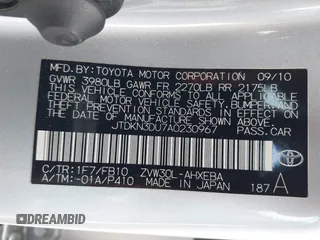 MFD.BY:TOYOTA MOTOR CORPORATION 09/10
GVWR 3980LB GAWR FR 2270LB RR 2175LB
THIS VEHICLE CONFORMS TO ALL APPLICABLE
FEDERAL MOTOR VEHICLE SAFETY, BUMPER, AND
THEFT PREVENTION STANDARDS IN EFFECT ON
THE DATE OF MANUFACTURE SHOWN ABOVE.
JTDKN3DU7A0230967
C/TR:1F7/FB10 ZVW30L-AHXEBA
A/TM:-01A/P410 MADE IN JAPAN 187 A
TOYOTA
@ DREAMBID